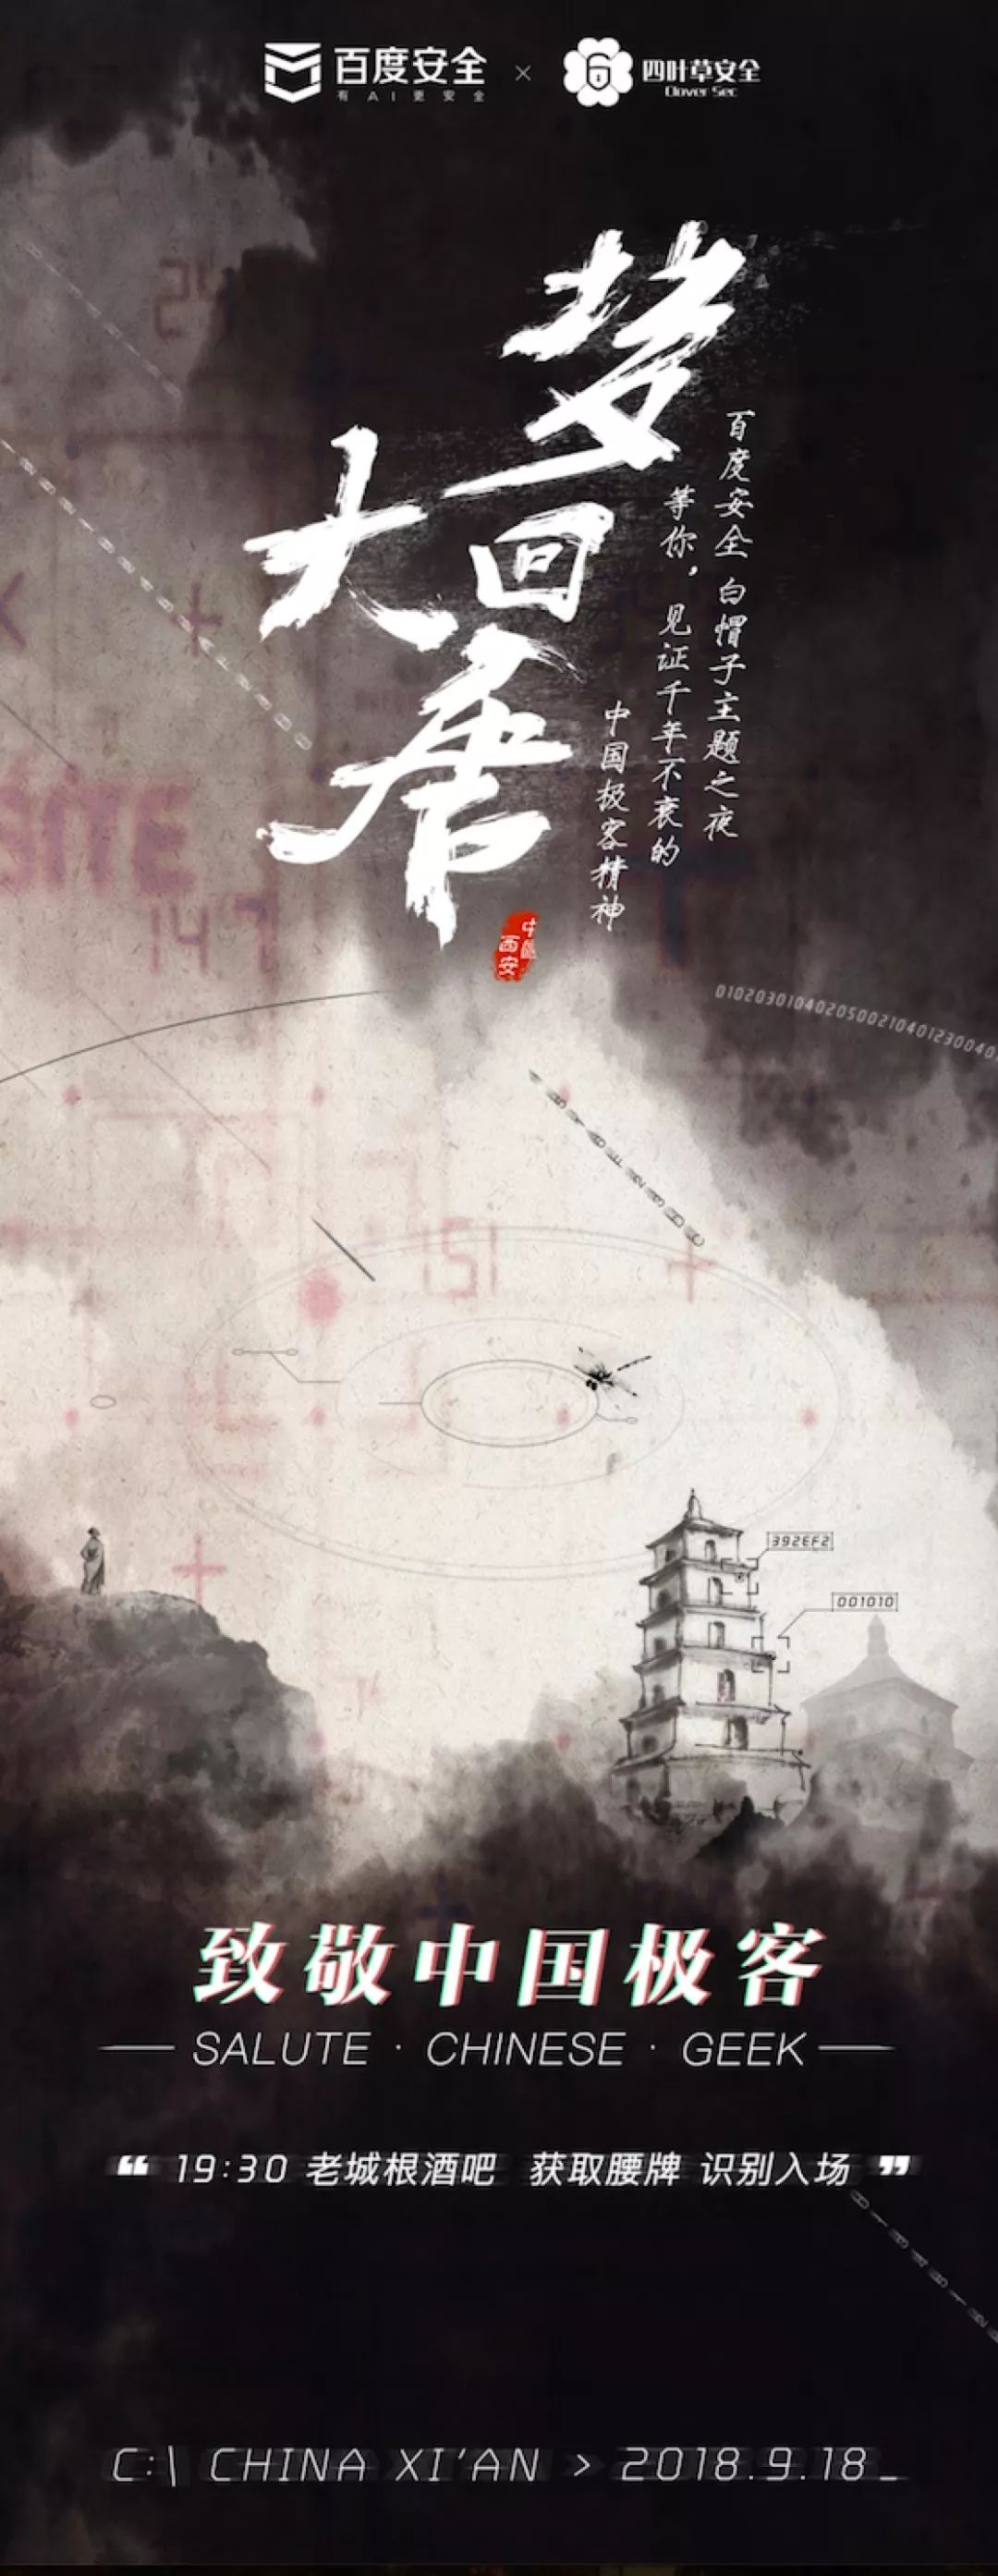 百度安全
有AI更安全
×
四叶草安全
Clover Sec
梦回大唐
百度安全 白帽子主题之夜
等你，见证千年不衰的
中国极客精神
中国
西安
24
SITE
147
151
392EF2
001010
致敬中国极客
SALUTE · CHINESE · GEEK
“ 19:30 老城根酒吧 获取腰牌 识别入场 ”
C:\ CHINA XI'AN > 2018.9.18_